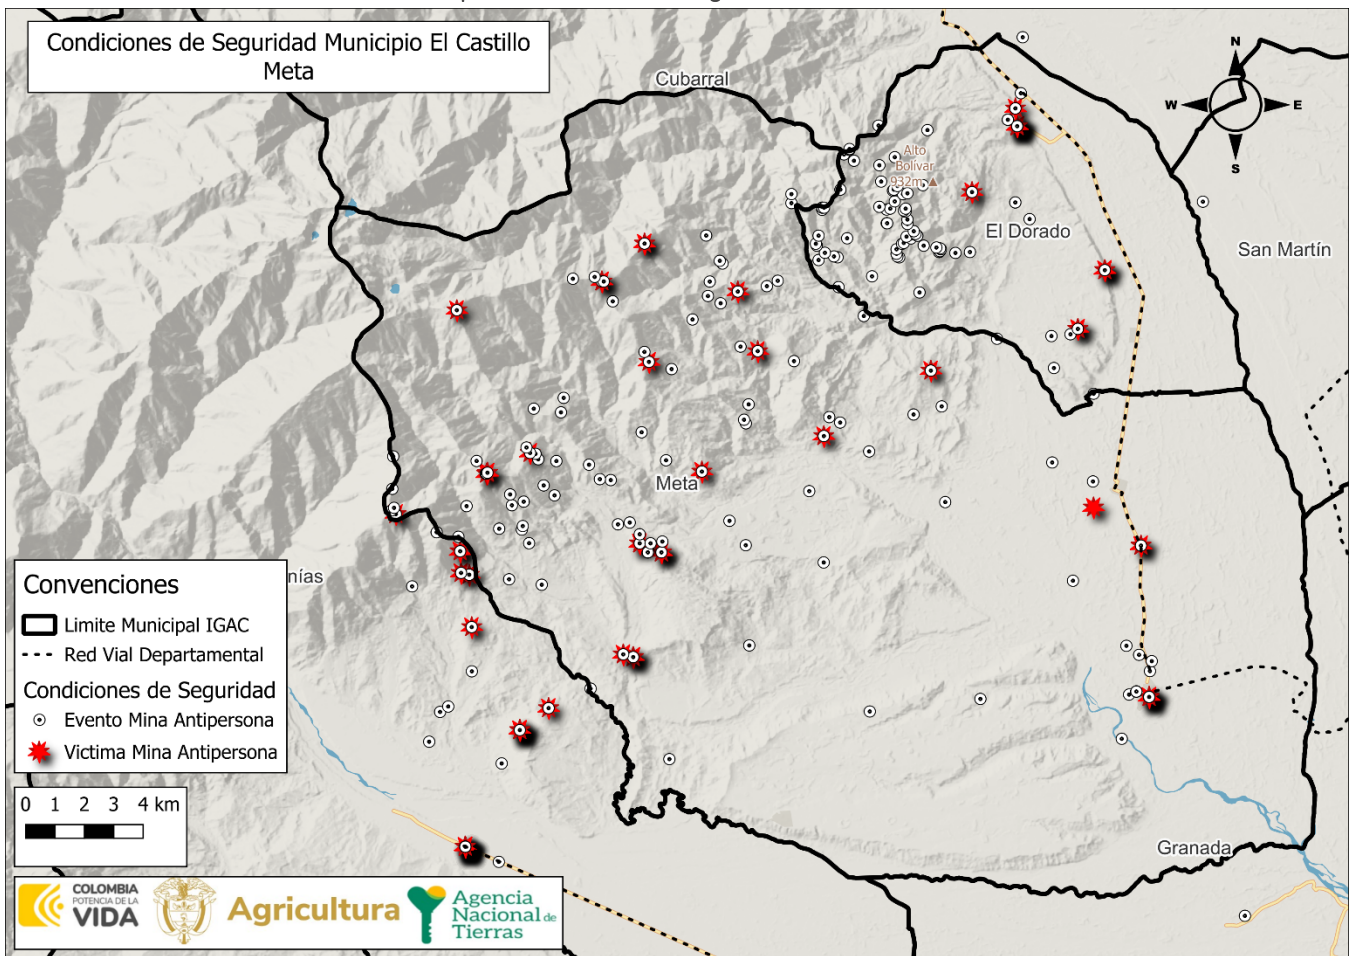 Condiciones de Seguridad Municipio El Castillo
Meta
Cubarral
N
W
E
S
Alto
Bolívar
932m
El Dorado
San Martín
Meta
nías
Granada
Convenciones
Limite Municipal IGAC
Red Vial Departamental
Condiciones de Seguridad
Evento Mina Antipersona
Victima Mina Antipersona
0 1 2 3 4 km
COLOMBIA
POTENCIA DE LA
VIDA
Agricultura
Agencia
Nacional de
Tierras